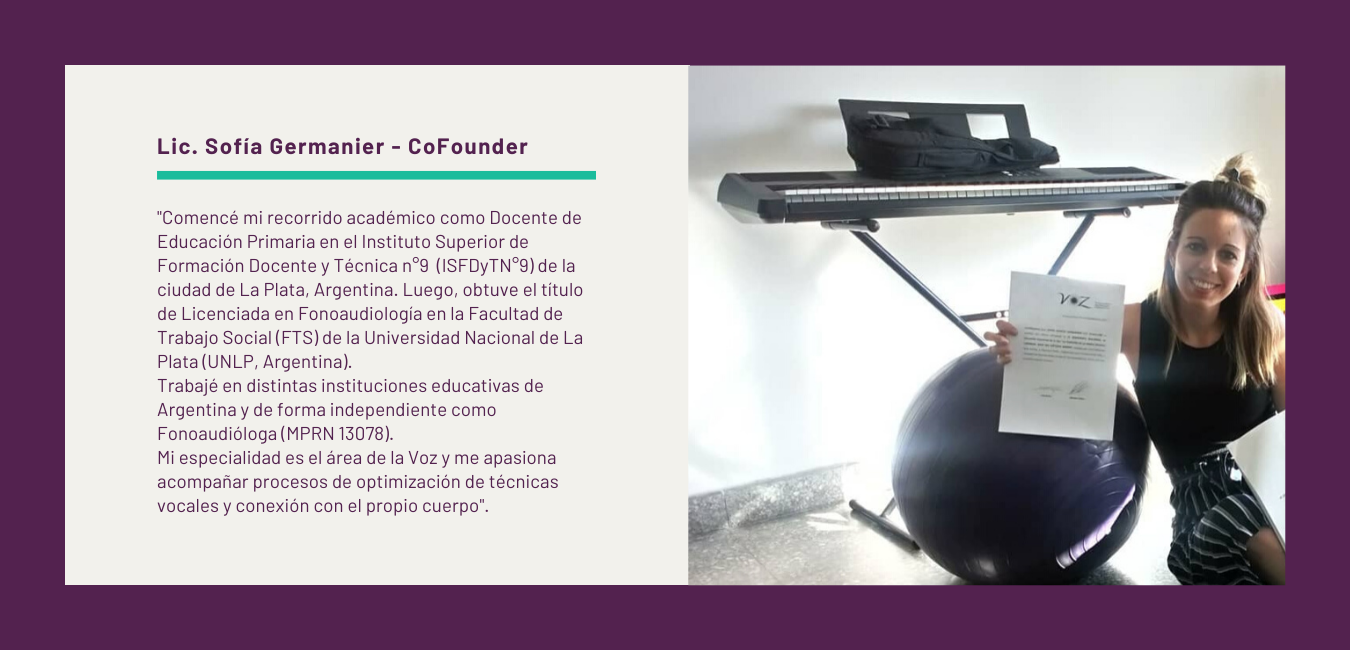 Lic. Sofía Germanier - CoFounder
"Comencé mi recorrido académico como Docente de
Educación Primaria en el Instituto Superior de
Formación Docente y Técnica n°9 (ISFDyTN°9) de la
ciudad de La Plata, Argentina. Luego, obtuve el título
de Licenciada en Fonoaudiología en la Facultad de
Trabajo Social (FTS) de la Universidad Nacional de La
Plata (UNLP, Argentina).
Trabajé en distintas instituciones educativas de
Argentina y de forma independiente como
Fonoaudióloga (MPRN 13078).
Mi especialidad es el área de la Voz y me apasiona
acompañar procesos de optimización de técnicas
vocales y conexión con el propio cuerpo".
VOZ